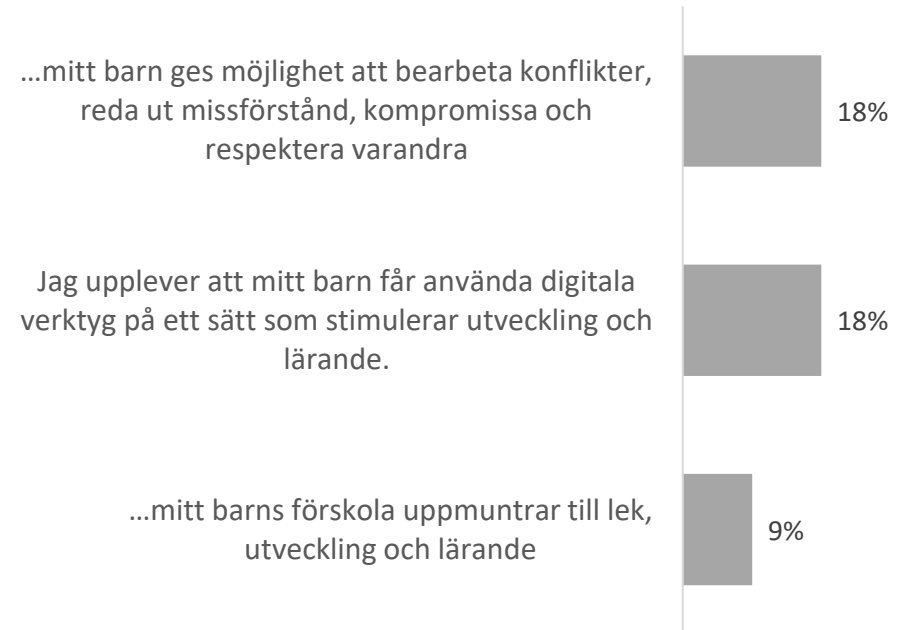 …mitt barn ges möjlighet att bearbeta konflikter,
reda ut missförstånd, kompromissa och
respektera varandra
18%
Jag upplever att mitt barn får använda digitala
verktyg på ett sätt som stimulerar utveckling och
lärande.
18%
…mitt barns förskola uppmuntrar till lek,
utveckling och lärande
9%